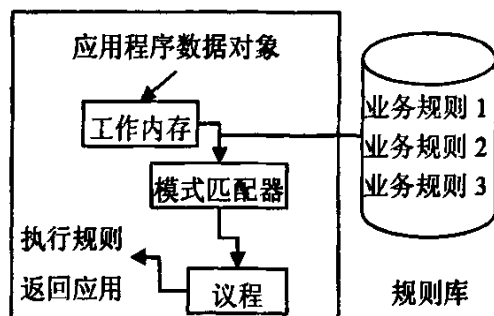 应用程序数据对象
工作内存
模式匹配器
执行规则
返回应用
议程
业务规则 1
业务规则 2
业务规则 3
规则库